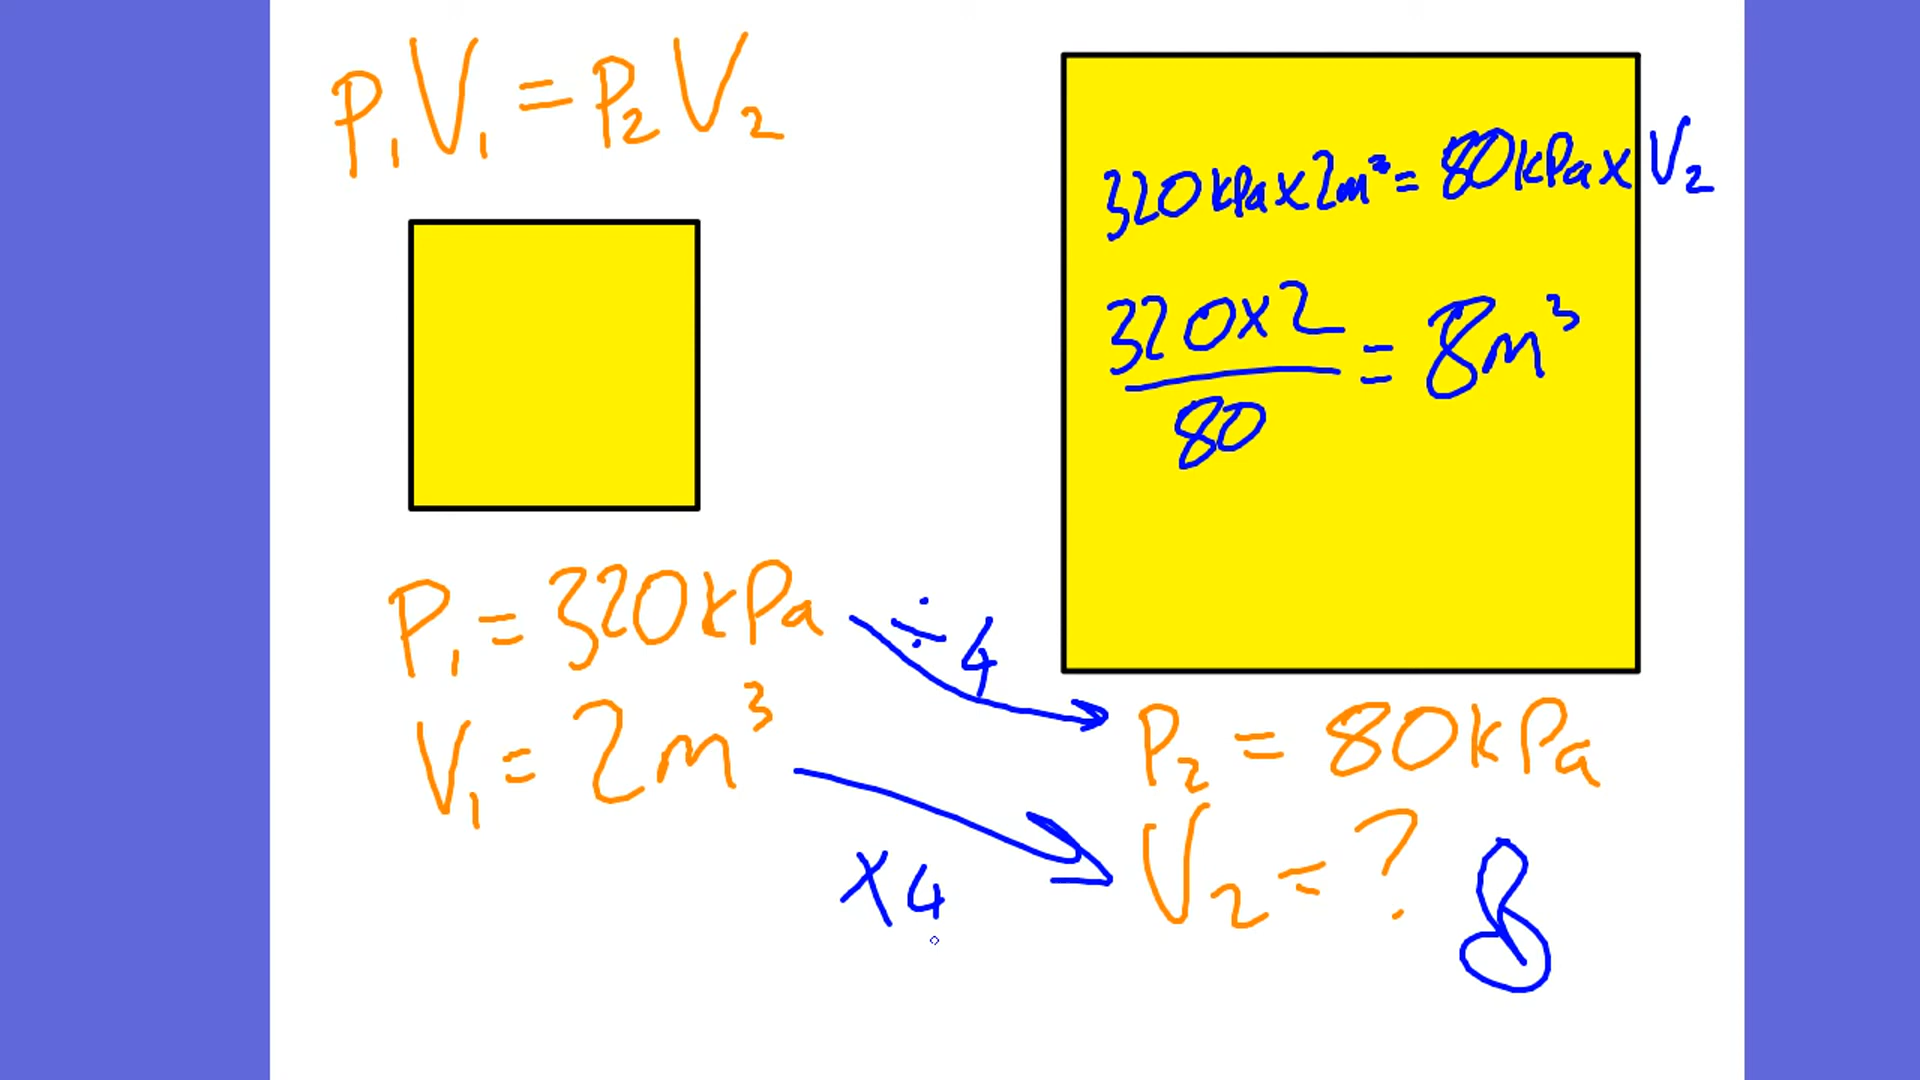 P₁V₁ = P₂V₂
320kPa x 2m³ = 80kPa x V₂
320 x 2
80
= 8m³
P₁ = 320kPa
÷ 4
V₁ = 2m³
x 4
P₂ = 80kPa
V₂ = ? 8